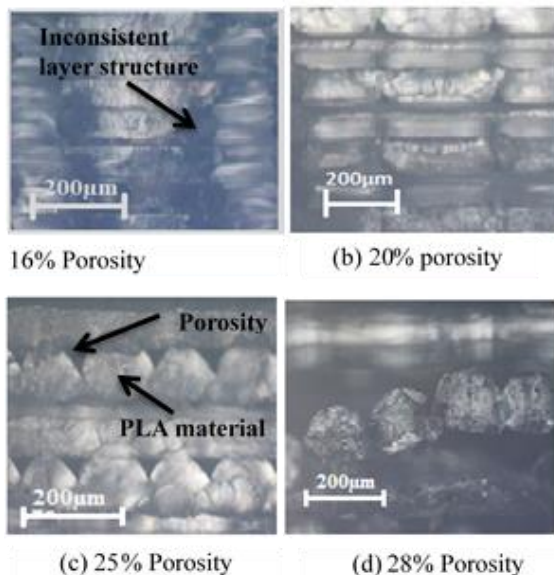 Inconsistent
layer structure
200μm
200μm
16% Porosity
(b) 20% porosity
Porosity
PLA material
200μm
200μm
(c) 25% Porosity
(d) 28% Porosity